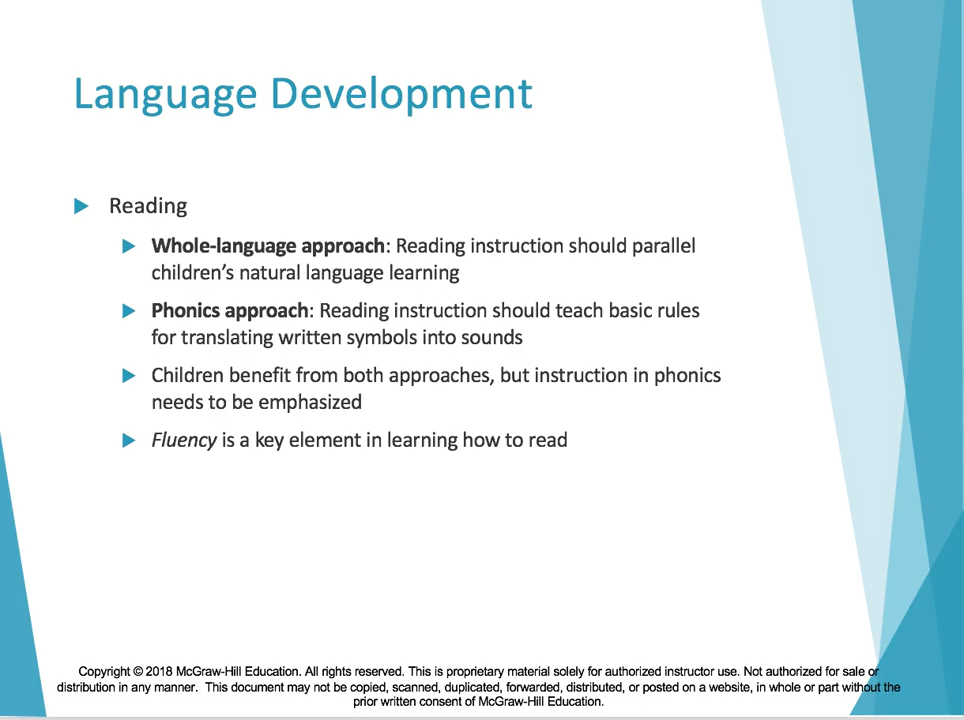 Language Development
Reading
Whole-language approach: Reading instruction should parallel
children's natural language learning
Phonics approach: Reading instruction should teach basic rules
for translating written symbols into sounds
Children benefit from both approaches, but instruction in phonics
needs to be emphasized
Fluency is a key element in learning how to read
Copyright © 2018 McGraw-Hill Education. All rights reserved. This is proprietary material solely for authorized instructor use. Not authorized for sale or
distribution in any manner. This document may not be copied, scanned, duplicated, forwarded, distributed, or posted on a website, in whole or part without the
prior written consent of McGraw-Hill Education.